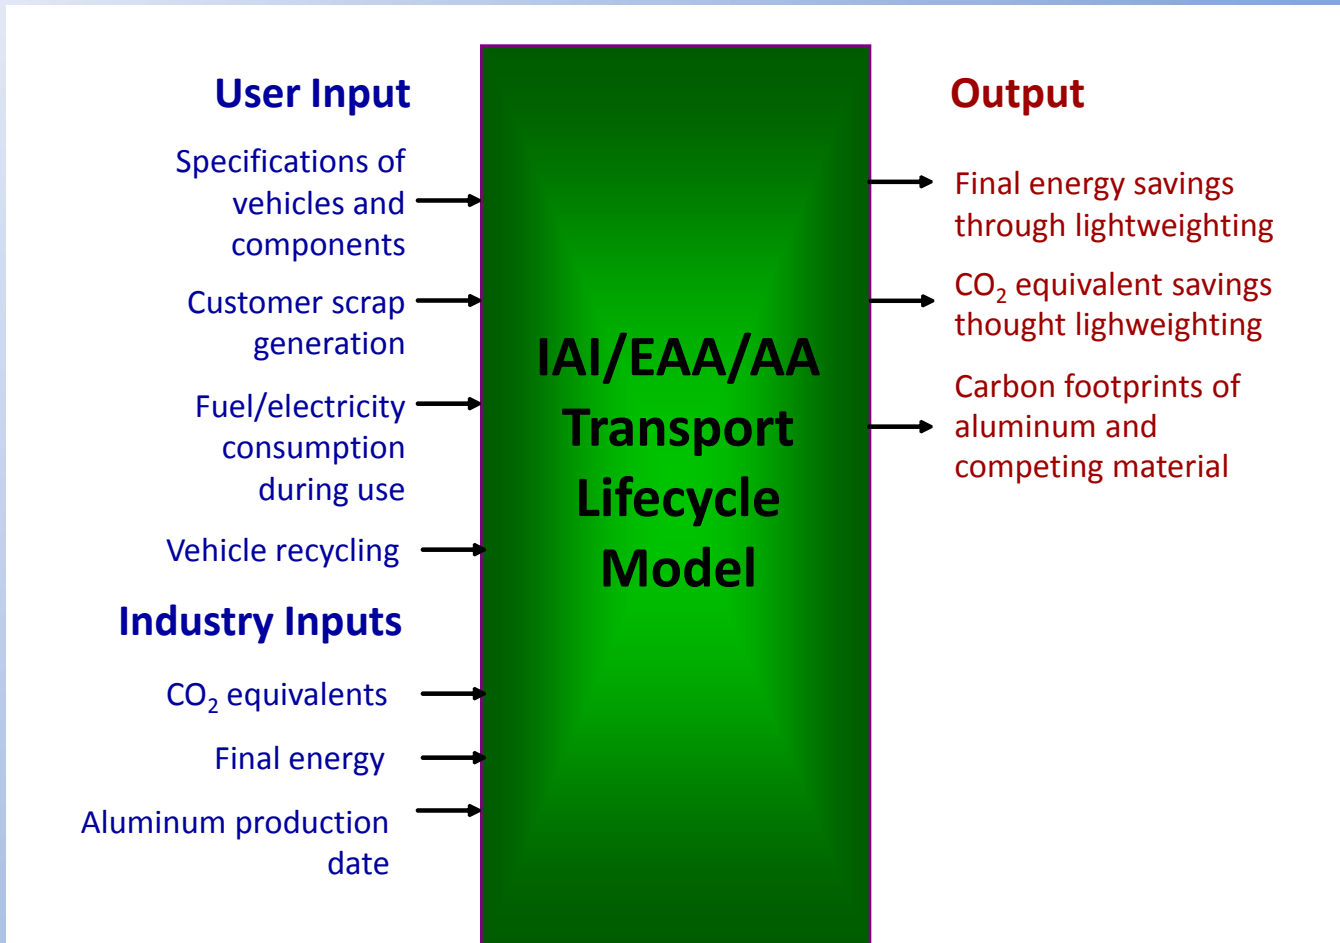 User Input
Specifications of
vehicles and
components
Customer scrap
generation
Fuel/electricity
consumption
during use
Vehicle recycling
Industry Inputs
CO₂ equivalents
Final energy
Aluminum production
date
IAI/EAA/AA
Transport
Lifecycle
Model
Output
Final energy savings
through lightweighting
CO₂ equivalent savings
thought lighweighting
Carbon footprints of
aluminum and
competing material